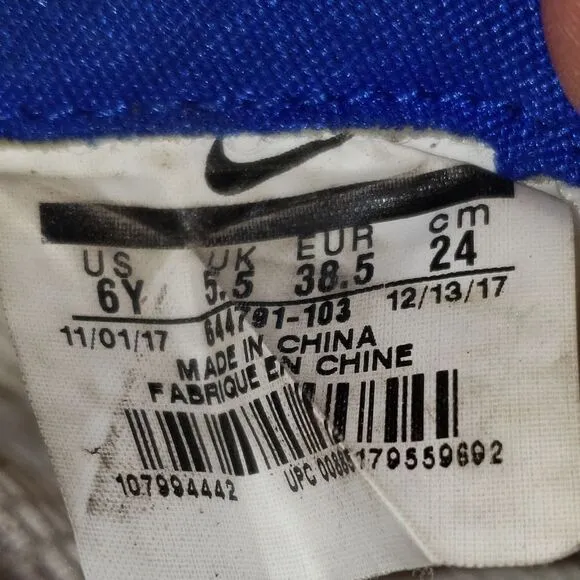 US UK EUR cm
6Y 5.5 38.5 24
11/01/17 644791-103 12/13/17
MADE IN CHINA
FABRIQUE EN CHINE
107994442 UPC